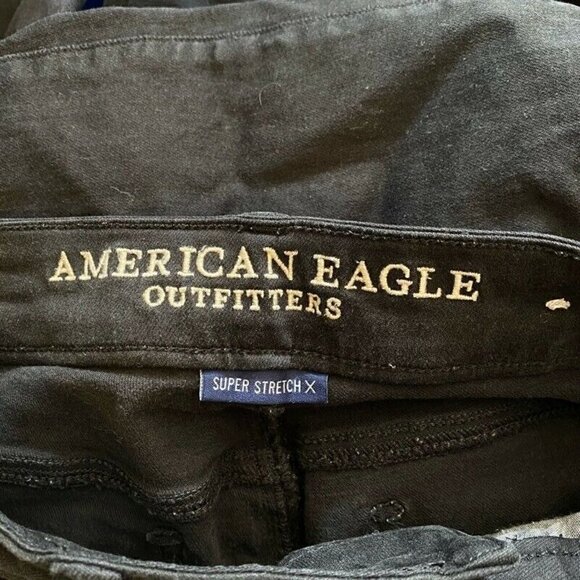 AMERICAN EAGLE
OUTFITTERS
SUPER STRETCH X